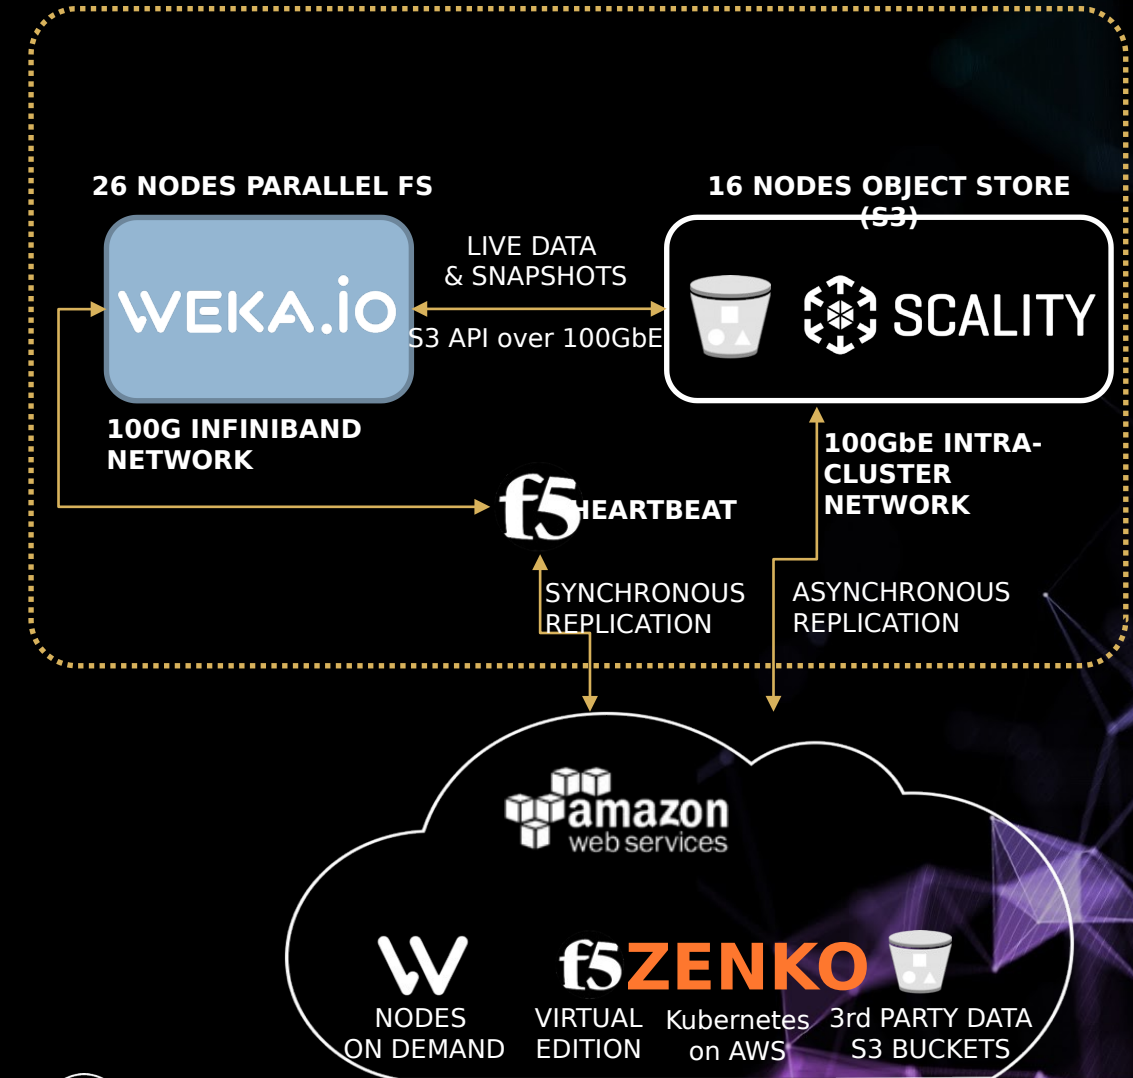 26 NODES PARALLEL FS
16 NODES OBJECT STORE
(S3)
WEKA.iO
LIVE DATA
& SNAPSHOTS
S3 API over 100GbE
SCALITY
100G INFINIBAND
NETWORK
100GbE INTRA-
CLUSTER
NETWORK
f5
HEARTBEAT
SYNCHRONOUS
REPLICATION
ASYNCHRONOUS
REPLICATION
amazon
web services
W
NODES
ON DEMAND
f5
VIRTUAL
EDITION
ZENKO
Kubernetes
on AWS
3rd PARTY DATA
S3 BUCKETS